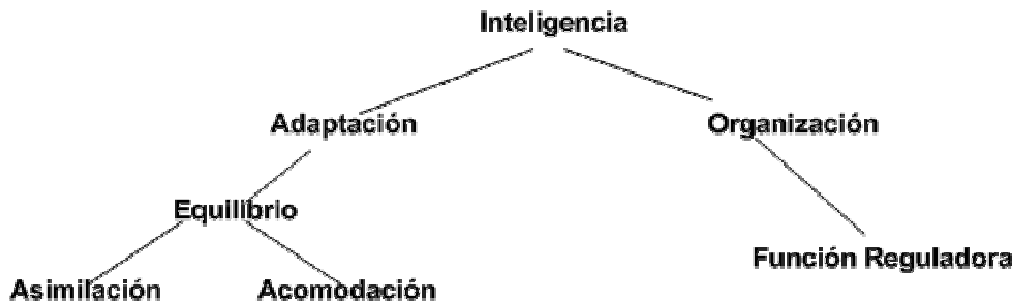 Inteligencia
Adaptación
Organización
Equilibrio
Función Reguladora
Asimilación
Acomodación